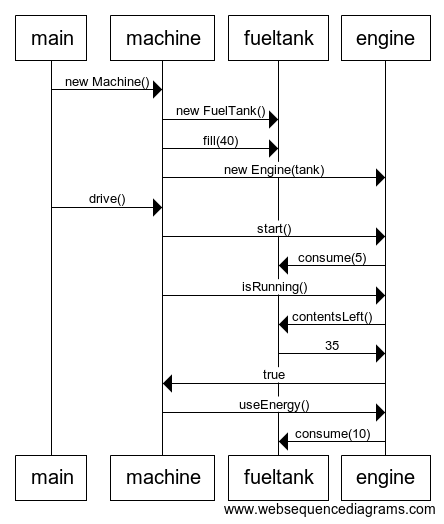 main machine fueltank engine
new Machine()
new FuelTank()
fill(40)
new Engine(tank)
drive()
start()
consume(5)
isRunning()
contentsLeft()
35
true
useEnergy()
consume(10)
main machine fueltank engine
www.websequencediagrams.com